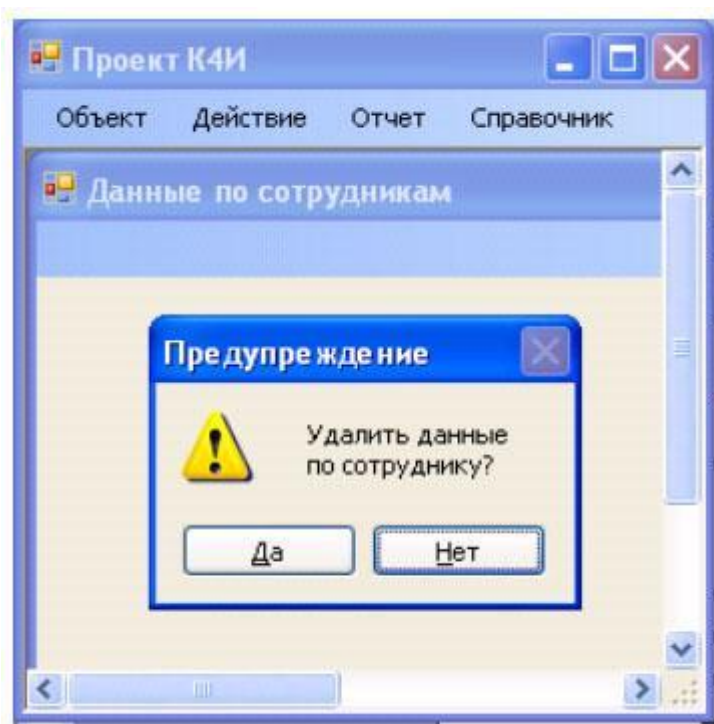 Проект К4И
Объект Действие Отчет Справочник
Данные по сотрудникам
Предупреждение
Удалить данные
по сотруднику?
Да Нет